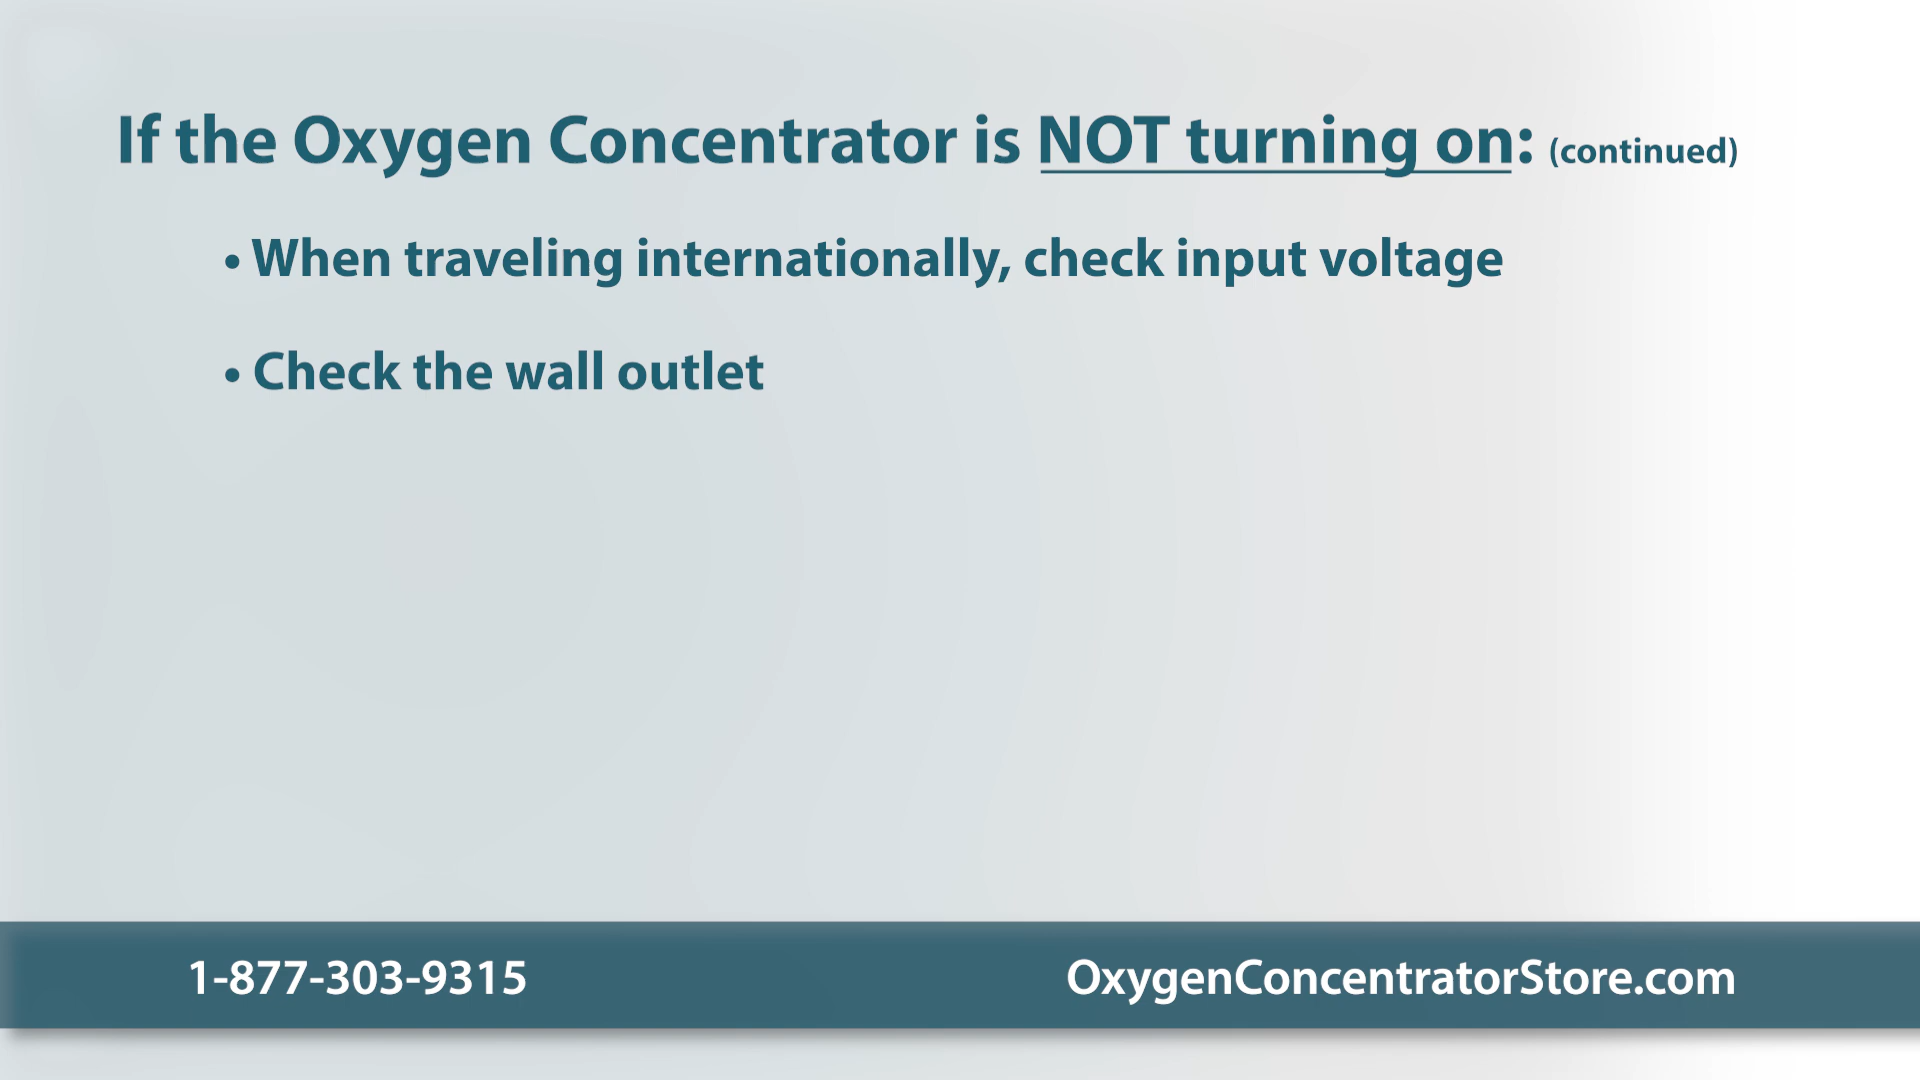 If the Oxygen Concentrator is NOT turning on: (continued)
• When traveling internationally, check input voltage
• Check the wall outlet
1-877-303-9315 OxygenConcentratorStore.com